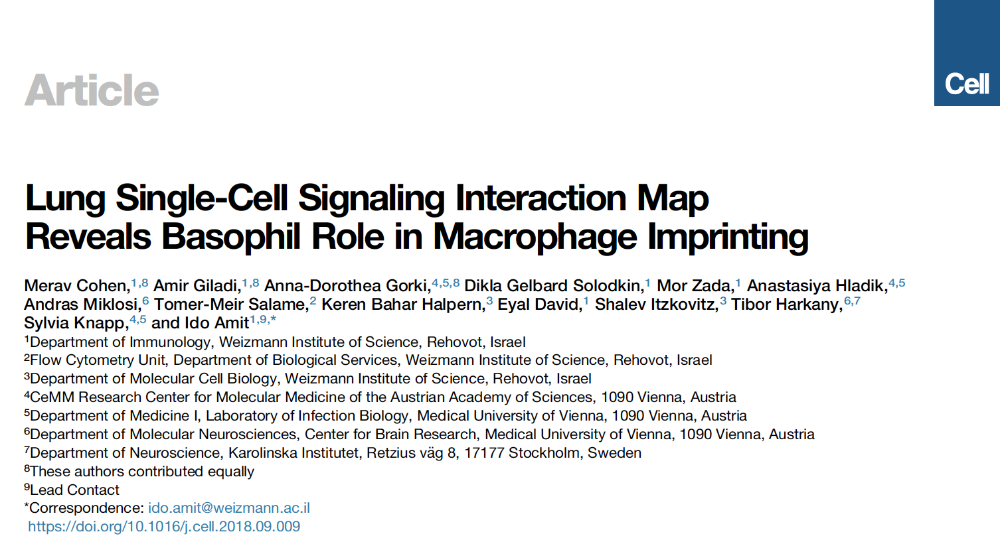 Cell
Article
Lung Single-Cell Signaling Interaction Map
Reveals Basophil Role in Macrophage Imprinting
Merav Cohen,1,8 Amir Giladi,1,8 Anna-Dorothea Gorki,4,5,8 Dikla Gelbard Solodkin,1 Mor Zada,1 Anastasiya Hladik,4,5
Andras Miklosi,6 Tomer-Meir Salame,2 Keren Bahar Halpern,3 Eyal David,1 Shalev Itzkovitz,3 Tibor Harkany,6,7
Sylvia Knapp,4,5 and Ido Amit1,9,*
1Department of Immunology, Weizmann Institute of Science, Rehovot, Israel
2Flow Cytometry Unit, Department of Biological Services, Weizmann Institute of Science, Rehovot, Israel
3Department of Molecular Cell Biology, Weizmann Institute of Science, Rehovot, Israel
4CeMM Research Center for Molecular Medicine of the Austrian Academy of Sciences, 1090 Vienna, Austria
5Department of Medicine I, Laboratory of Infection Biology, Medical University of Vienna, 1090 Vienna, Austria
6Department of Molecular Neurosciences, Center for Brain Research, Medical University of Vienna, 1090 Vienna, Austria
7Department of Neuroscience, Karolinska Institutet, Retzius väg 8, 17177 Stockholm, Sweden
8These authors contributed equally
9Lead Contact
*Correspondence: ido.amit@weizmann.ac.il
https://doi.org/10.1016/j.cell.2018.09.009